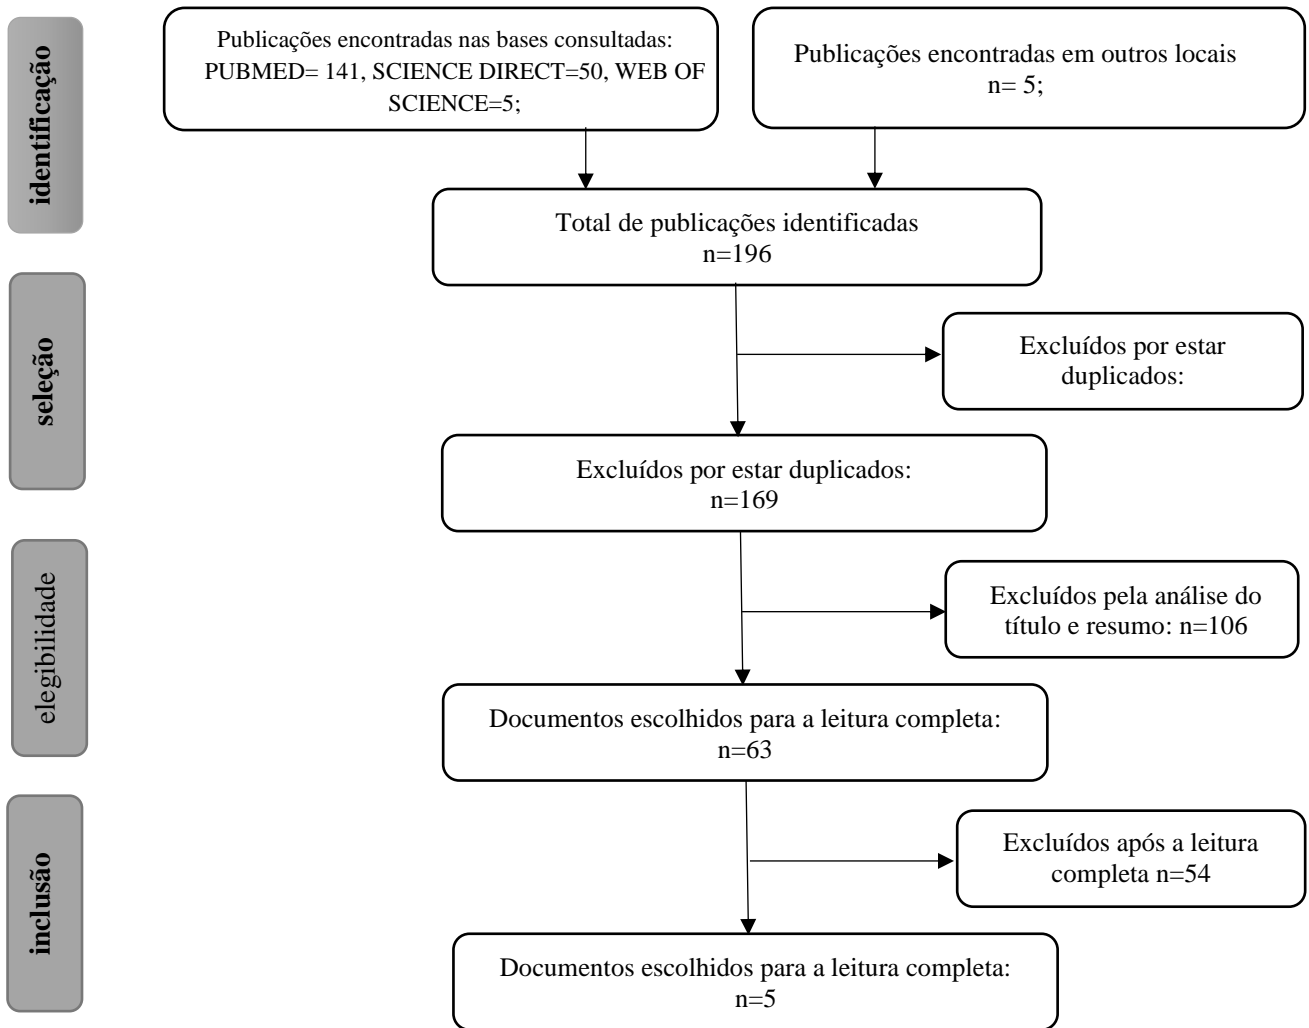 identificação
Publicações encontradas nas bases consultadas:
PUBMED= 141, SCIENCE DIRECT=50, WEB OF
SCIENCE=5;
Publicações encontradas em outros locais
n= 5;
Total de publicações identificadas
n=196
seleção
Excluídos por estar
duplicados:
Excluídos por estar duplicados:
n=169
elegibilidade
Excluídos pela análise do
título e resumo: n=106
Documentos escolhidos para a leitura completa:
n=63
inclusão
Excluídos após a leitura
completa n=54
Documentos escolhidos para a leitura completa:
n=5